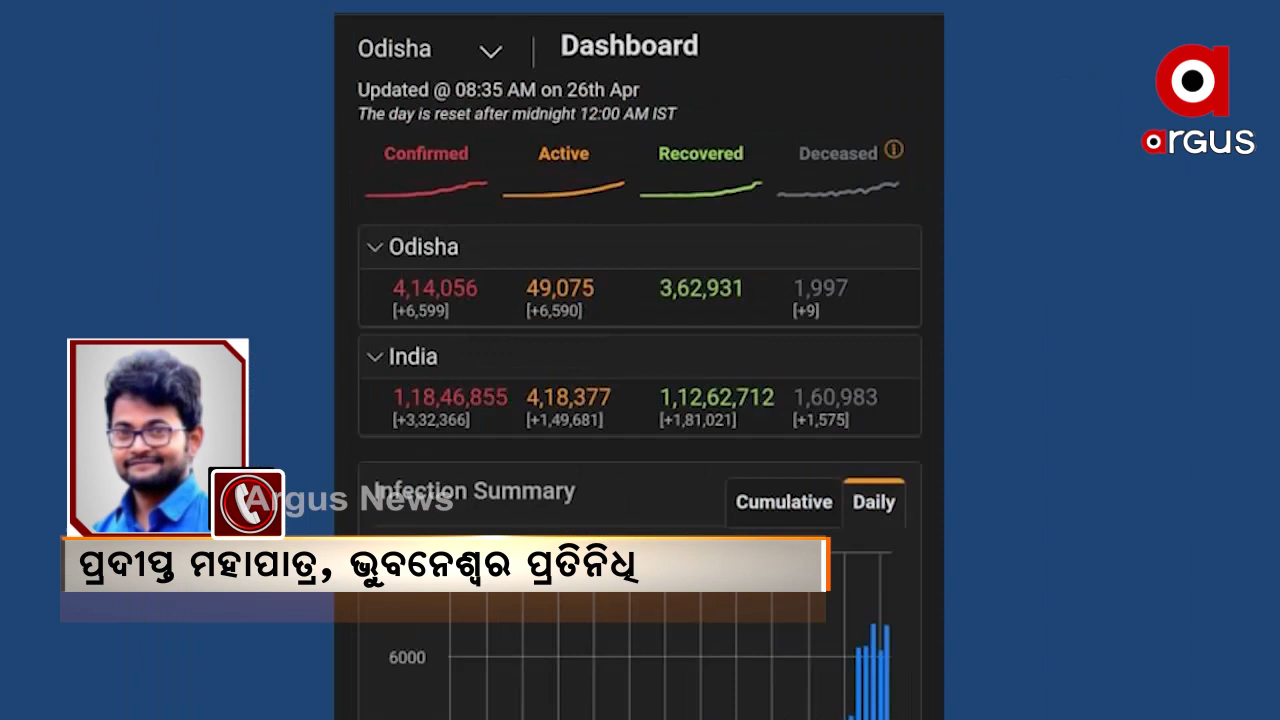 Odisha
Dashboard
argus
Updated @ 08:35 AM on 26th Apr
The day is reset after midnight 12:00 AM IST
Confirmed Active Recovered Deceased
Odisha
4,14,056 49,075 3,62,931 1,997
[+6,599] [+6,590] [+9]
India
1,18,46,855 4,18,377 1,12,62,712 1,60,983
[+3,32,366] [+1,49,681] [+1,81,021] [+1,575]
Infection Summary
Cumulative Daily
Argus News
ପ୍ରଦୀପ୍ତ ମହାପାତ୍ର, ଭୁବନେଶ୍ୱର ପ୍ରତିନିଧି
6000